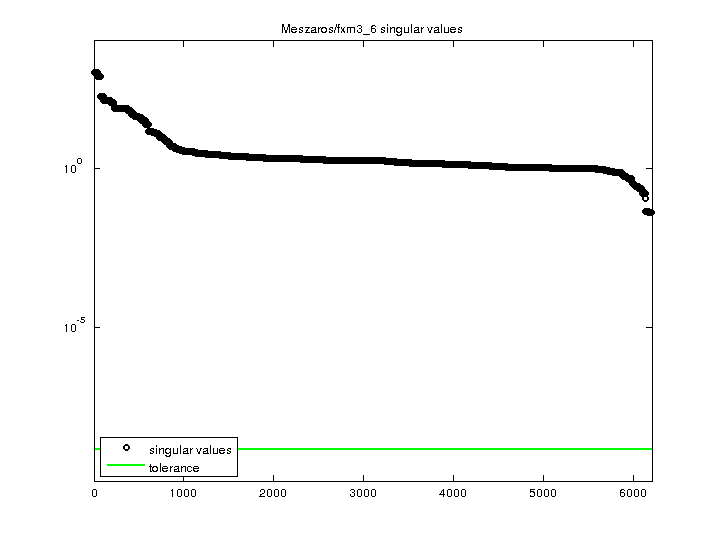 Meszaros/fxm3_6 singular values
10^0
10^-5
singular values
tolerance
0 1000 2000 3000 4000 5000 6000